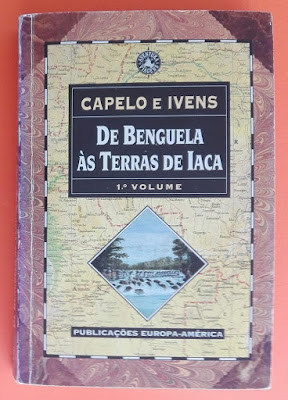 CAPELO E IVENS
DE BENGUELA
ÀS TERRAS DE IACA
1.º VOLUME
PUBLICAÇÕES EUROPA-AMÉRICA